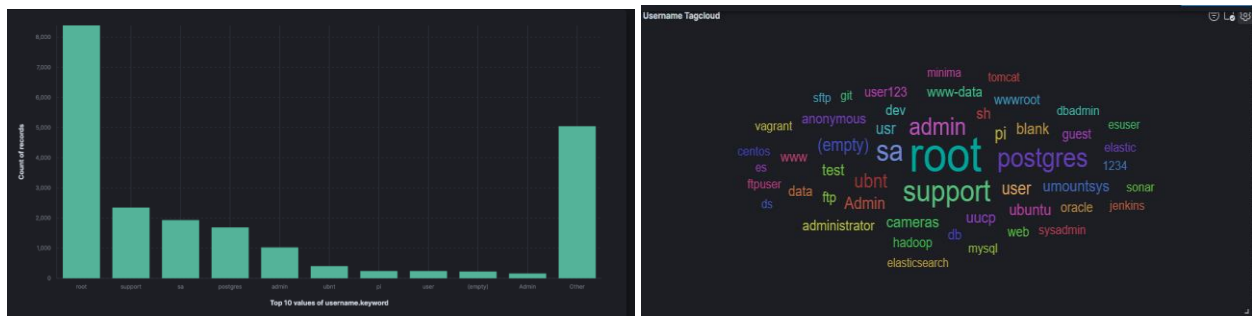 8,000
7,000
6,000
5,000
4,000
3,000
2,000
1,000
0
Count of records
root support sa postgres admin ubnt pi user (empty) Admin Other
Top 10 values of username.keyword
Username Tagcloud
minima
tomcat
sftp git user123 www-data wwwroot
dev sh dbadmin
vagrant anonymous usr admin pi blank guest esuser
centos www (empty) sa root postgres elastic
es test 1234
ftpuser data ftp ubnt support user umountsys sonar
ds Admin uucp ubuntu oracle jenkins
administrator cameras db web sysadmin
hadoop mysql
elasticsearch